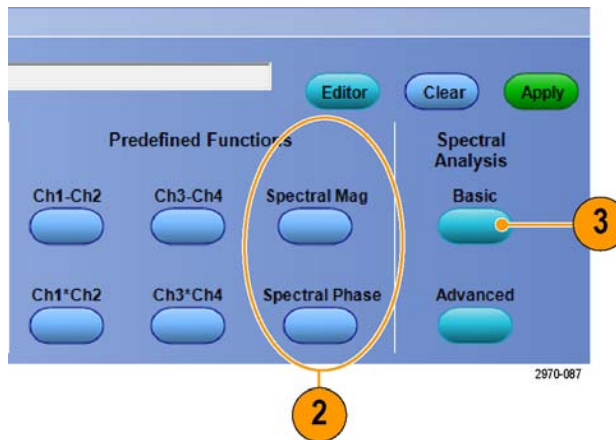 Editor Clear Apply
Predefined Functions Spectral Analysis
Ch1-Ch2 Ch3-Ch4 Spectral Mag Basic
3
Ch1*Ch2 Ch3*Ch4 Spectral Phase Advanced
2970-087
2